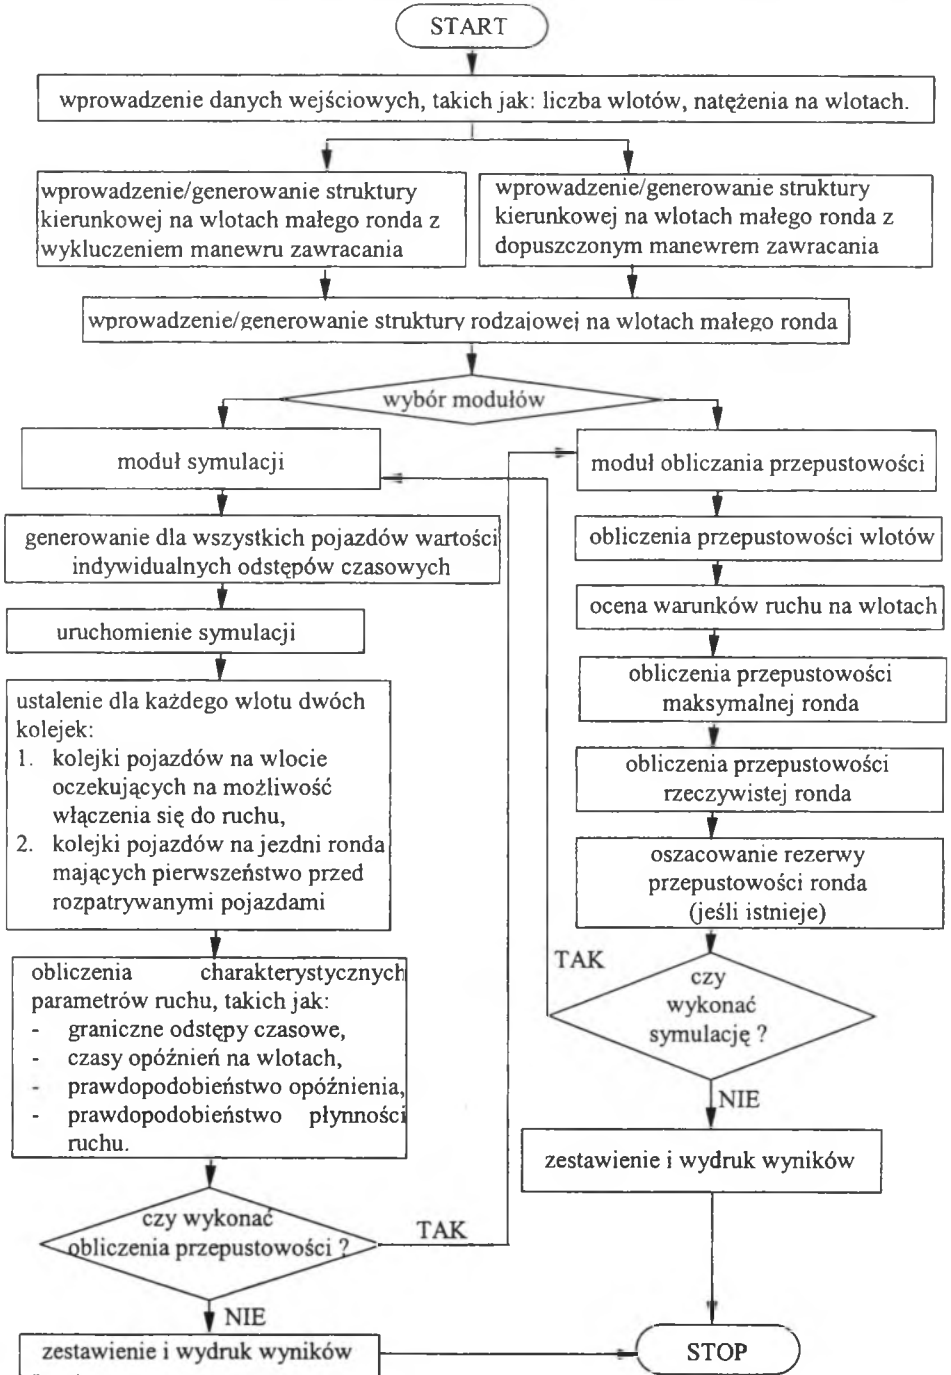 START
wprowadzenie danych wejściowych, takich jak: liczba wlotów, natężenia na wlotach.
wprowadzenie/generowanie struktury
kierunkowej na wlotach małego ronda z
wykluczeniem manewru zawracania
wprowadzenie/generowanie struktury
kierunkowej na wlotach małego ronda z
dopuszczonym manewrem zawracania
wprowadzenie/generowanie struktury rodzajowej na wlotach małego ronda
wybór modułów
moduł symulacji
generowanie dla wszystkich pojazdów wartości
indywidualnych odstępów czasowych
uruchomienie symulacji
ustalenie dla każdego wlotu dwóch
kolejek:
1. kolejki pojazdów na wlocie
oczekujących na możliwość
włączenia się do ruchu,
2. kolejki pojazdów na jezdni ronda
mających pierwszeństwo przed
rozpatrywanymi pojazdami
obliczenia charakterystycznych
parametrów ruchu, takich jak:
- graniczne odstępy czasowe,
- czasy opóźnień na wlotach,
- prawdopodobieństwo opóźnienia,
- prawdopodobieństwo płynności
ruchu.
czy wykonać
obliczenia przepustowości ?
TAK
NIE
zestawienie i wydruk wyników
moduł obliczania przepustowości
obliczenia przepustowości wlotów
ocena warunków ruchu na wlotach
obliczenia przepustowości
maksymalnej ronda
obliczenia przepustowości
rzeczywistej ronda
oszacowanie rezerwy
przepustowości ronda
(jeśli istnieje)
TAK
czy
wykonać
symulację ?
NIE
zestawienie i wydruk wyników
STOP